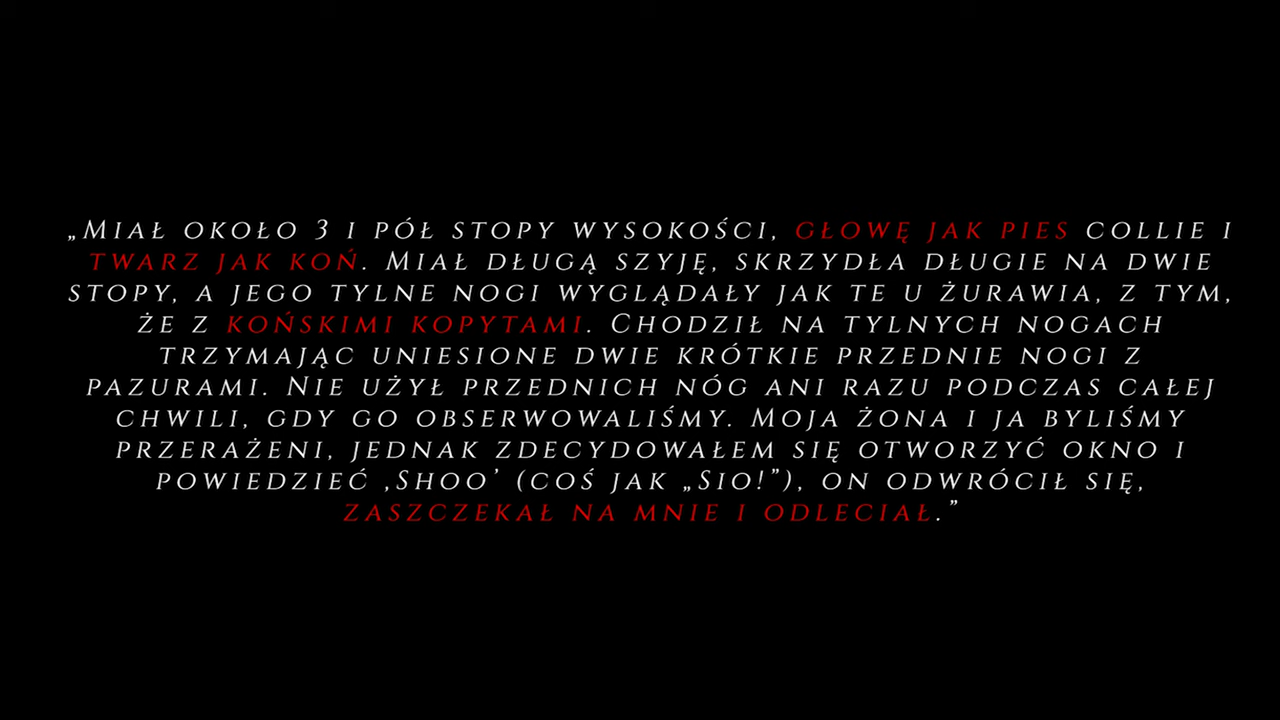 „Miał około 3 i pół stopy wysokości, głowę jak pies collie i
twarz jak koń. Miał długą szyję, skrzydła długie na dwie
stopy, a jego tylne nogi wyglądały jak te u żurawia, z tym,
że z końskimi kopytami. Chodził na tylnych nogach
trzymając uniesione dwie krótkie przednie nogi z
pazurami. Nie użył przednich nóg ani razu podczas całej
chwili, gdy go obserwowaliśmy. Moja żona i ja byliśmy
przerażeni, jednak zdecydowałem się otworzyć okno i
powiedzieć ‚Shoo’ (coś jak „Sio!”), on odwrócił się,
zaszczekał na mnie i odleciał.”